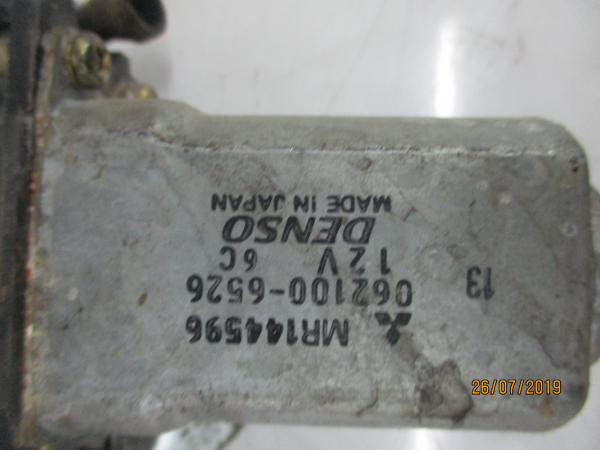 MR144596
062100-6526
12V 6C
13
DENSO
MADE IN JAPAN
26/07/2019